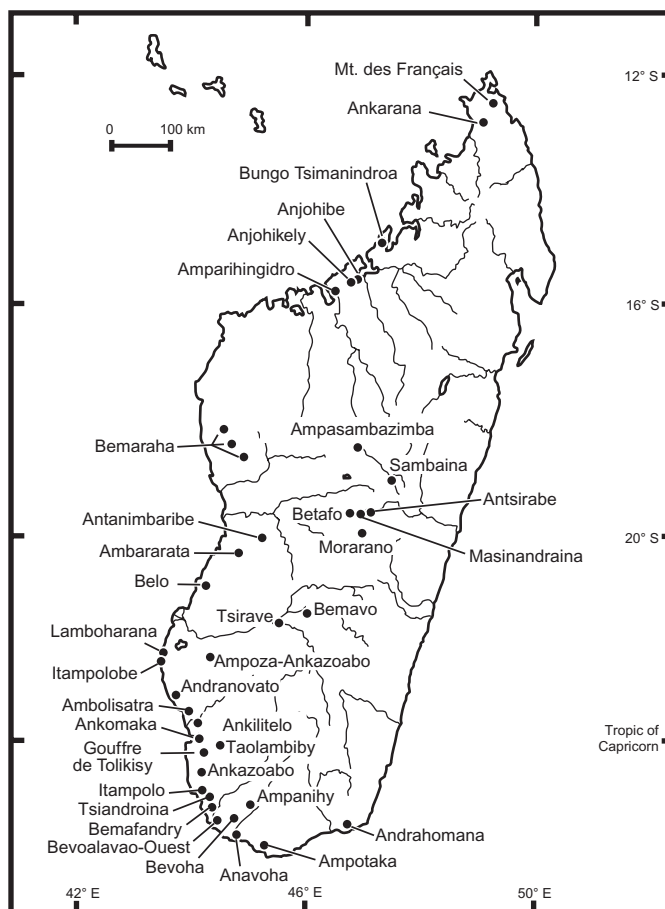 12° S
Mt. des Français
Ankarana
0 100 km
Bungo Tsimanindroa
Anjohibe
Anjohikely
Amparihingidro
16° S
Ampasambazimba
Bemaraha
Sambaina
Antsirabe
Betafo
Antanimbaribe
20° S
Morarano
Ambararata
Masinandraina
Belo
Bemavo
Tsirave
Lamboharana
Ampoza-Ankazoabo
Itampolobe
Andranovato
Ambolisatra
Ankilitelo
Ankomaka
Tropic of
Capricorn
Gouffre
de Tolikisy
Taolambiby
Ankazoabo
Itampolo
Ampanihy
Tsiandroina
Bemafandry
Andrahomana
Bevoalavao-Ouest
Ampotaka
Bevoha
Anavoha
42° E 46° E 50° E